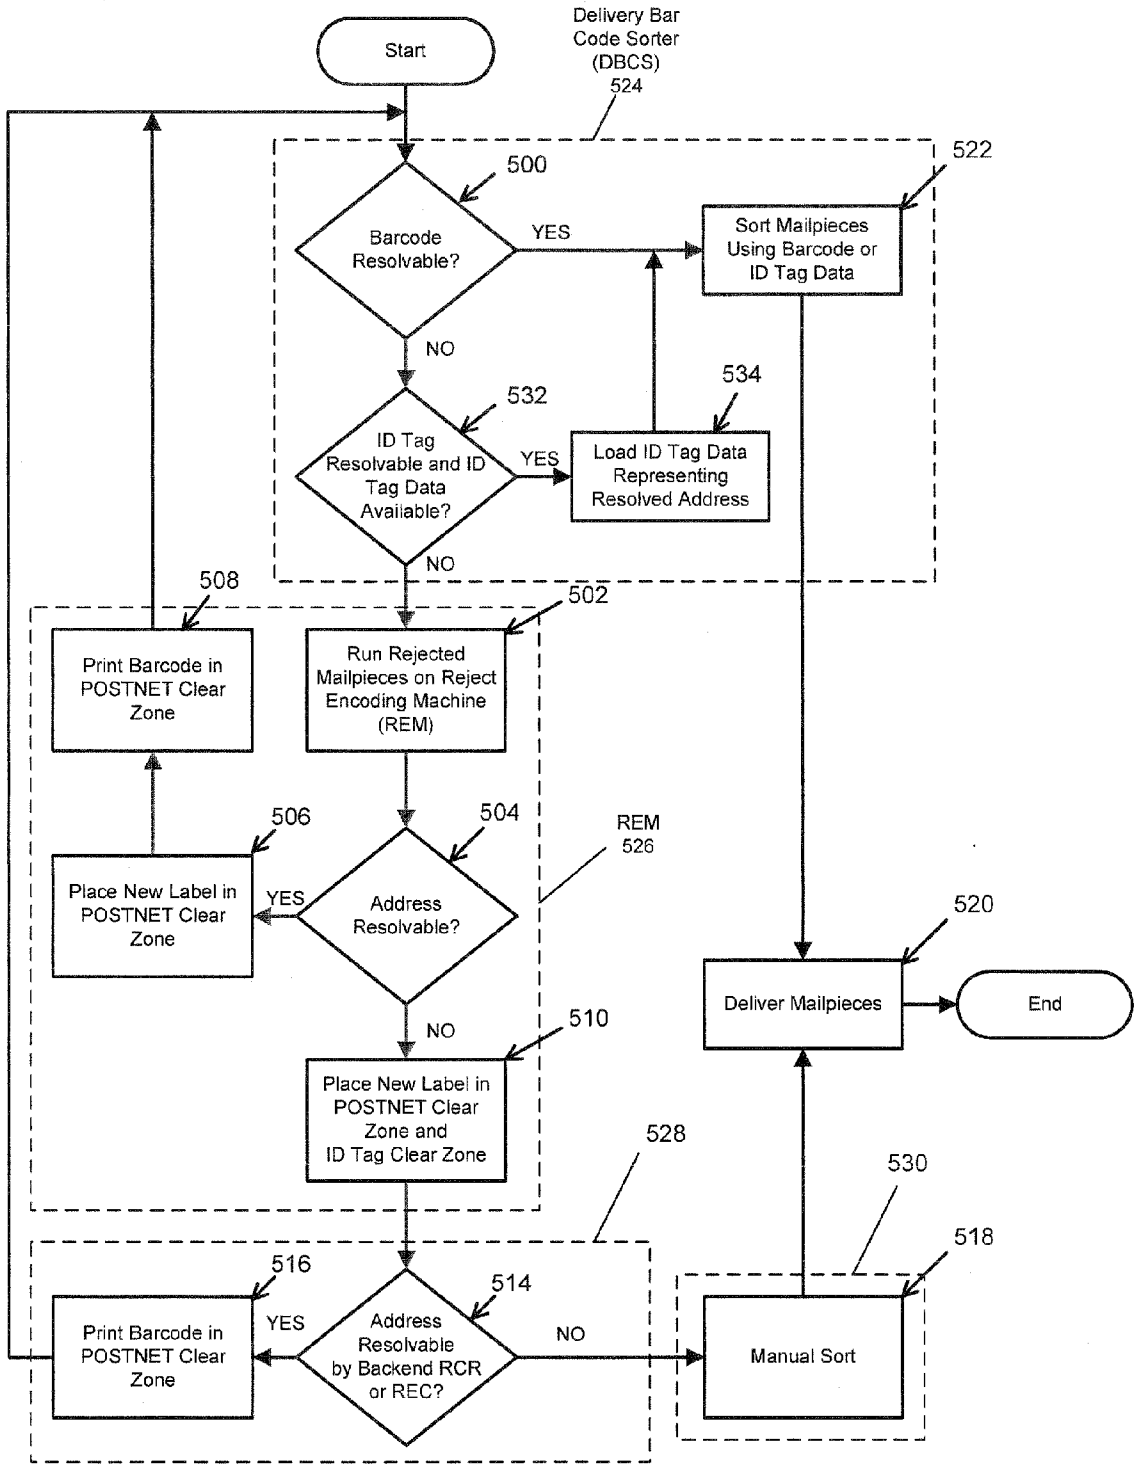 Start
Delivery Bar
Code Sorter
(DBCS)
524
500
522
Barcode
Resolvable?
YES
Sort Mailpieces
Using Barcode or
ID Tag Data
NO
532
534
ID Tag
Resolvable and ID
Tag Data
Available?
YES
Load ID Tag Data
Representing
Resolved Address
NO
508
502
Print Barcode in
POSTNET Clear
Zone
Run Rejected
Mailpieces on Reject
Encoding Machine
(REM)
506
504
REM
526
Place New Label in
POSTNET Clear
Zone
YES
Address
Resolvable?
520
Deliver Mailpieces
End
NO
510
Place New Label in
POSTNET Clear
Zone and
ID Tag Clear Zone
528
530
516
514
518
Print Barcode in
POSTNET Clear
Zone
YES
Address
Resolvable
by Backend RCR
or REC?
NO
Manual Sort